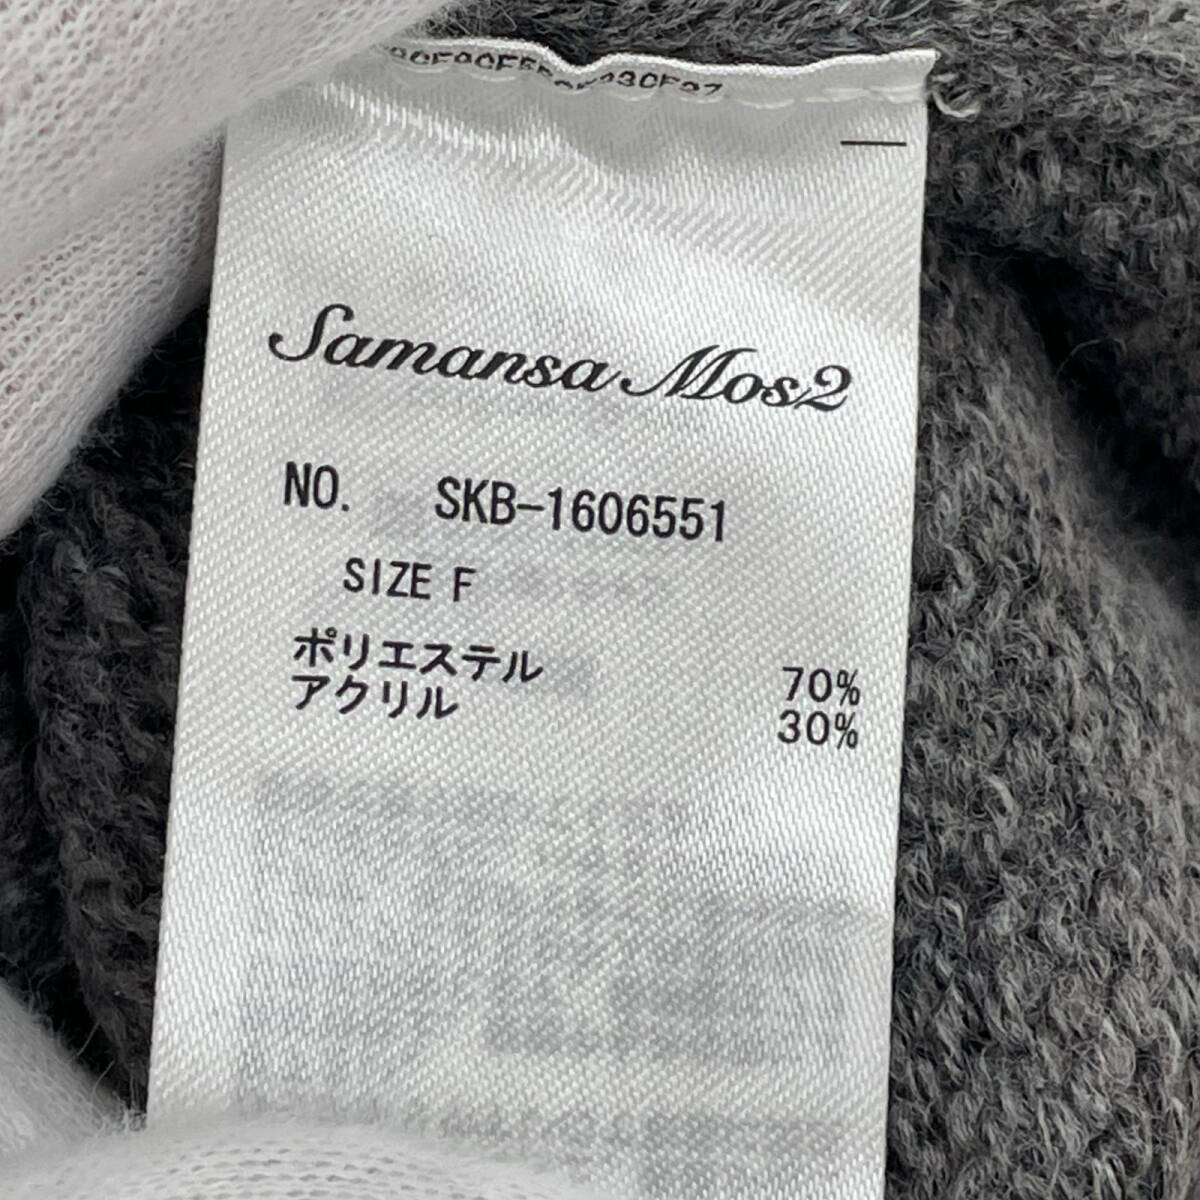 Samansa Mos2
NO. SKB-1606551
SIZE F
ポリエステル 70%
アクリル 30%